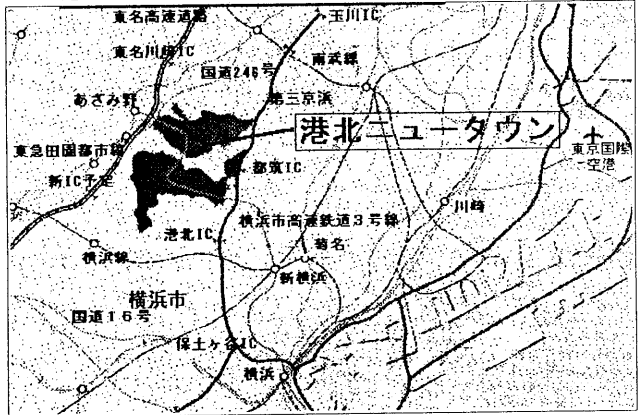 東名高速道路
玉川IC
東名川崎IC
南武線
国道246号
あざみ野
第三京浜
港北ニュータウン
東急田園都市線
東京国際
空港
新IC予定
都筑IC
川崎
横浜市高速鉄道3号線
港北IC
菊名
横浜線
新横浜
横浜市
国道16号
保土ヶ谷IC
横浜